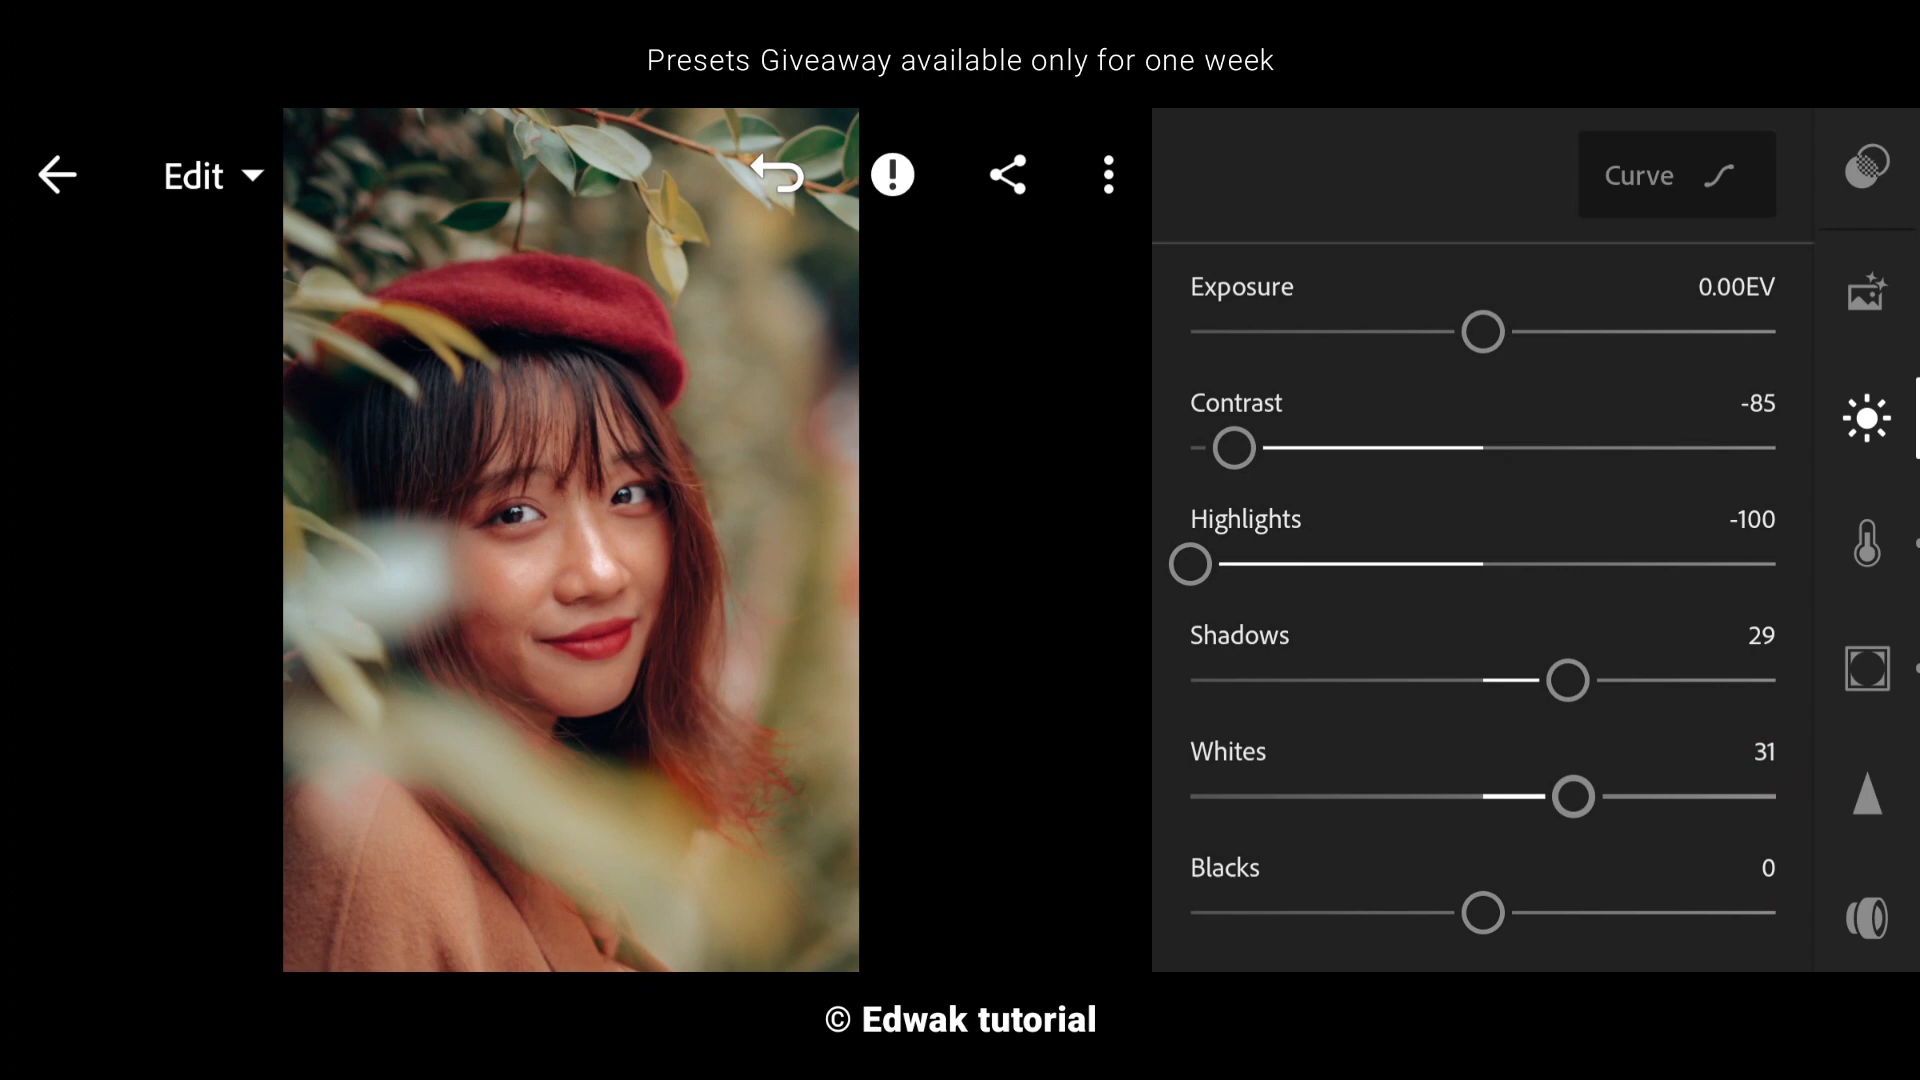 Presets Giveaway available only for one week
Edit
Curve
Exposure 0.00EV
Contrast -85
Highlights -100
Shadows 29
Whites 31
Blacks 0
© Edwak tutorial